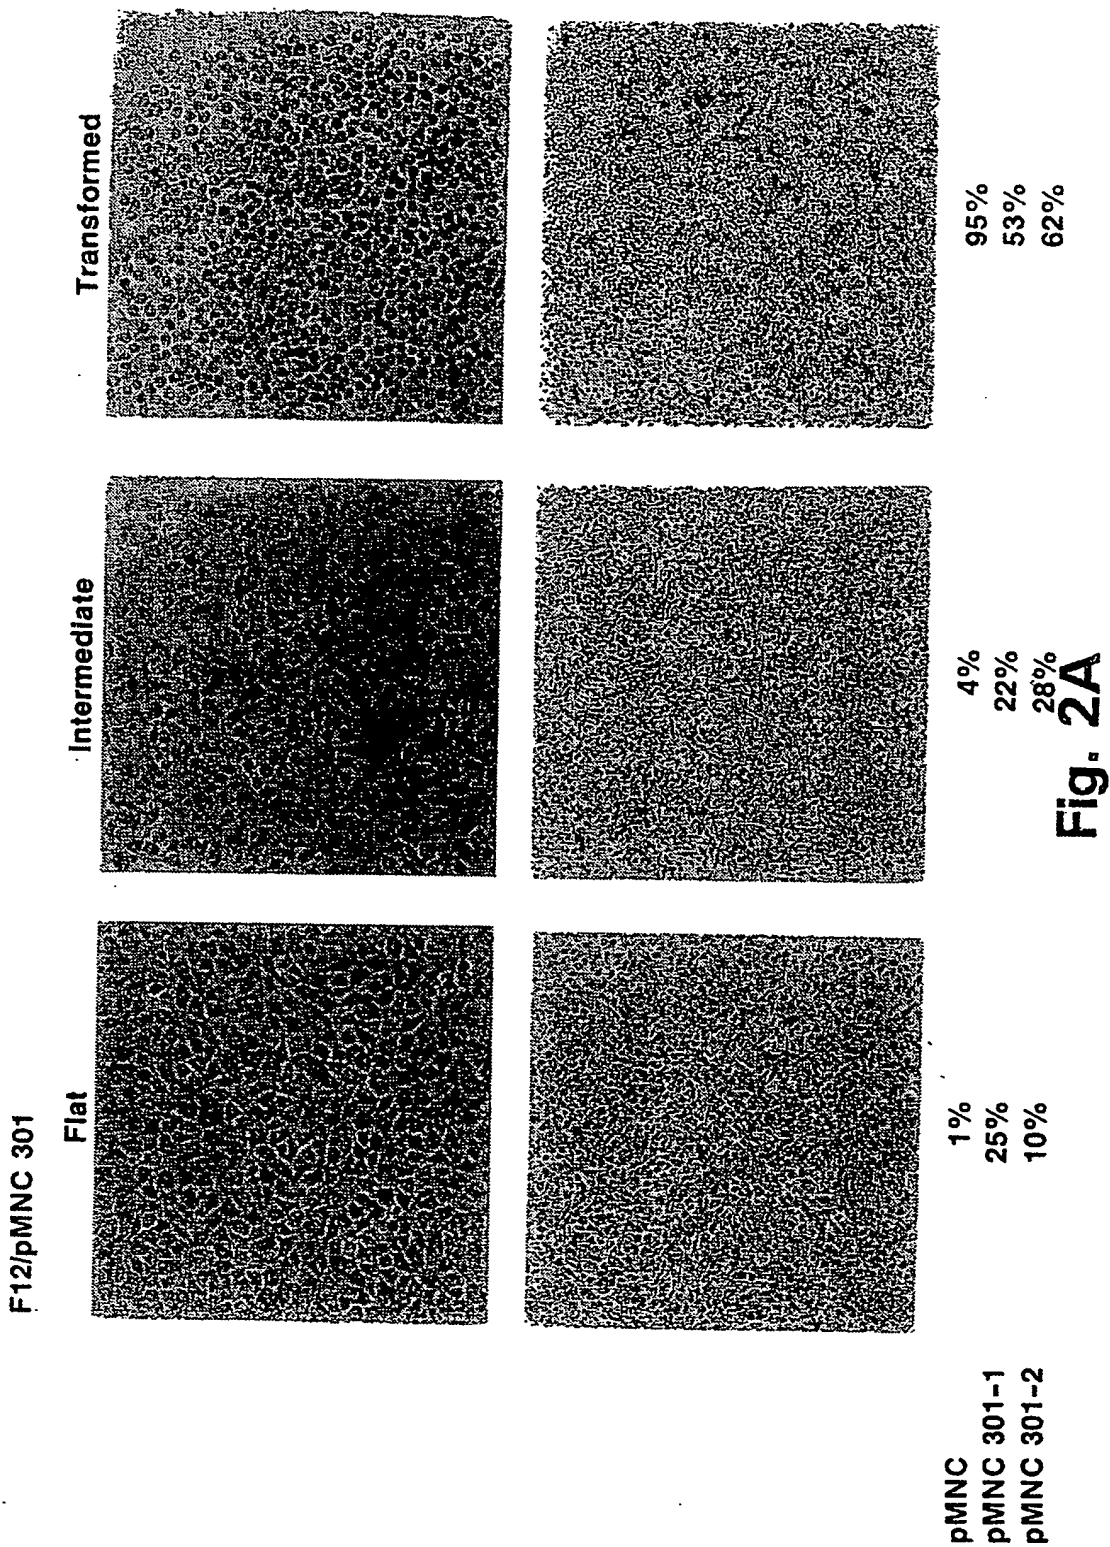 F12/pMNC 301
Flat Intermediate Transformed
pMNC 1% 4% 95%
pMNC 301-1 25% 22% 53%
pMNC 301-2 10% 28% 62%
Fig. 2A